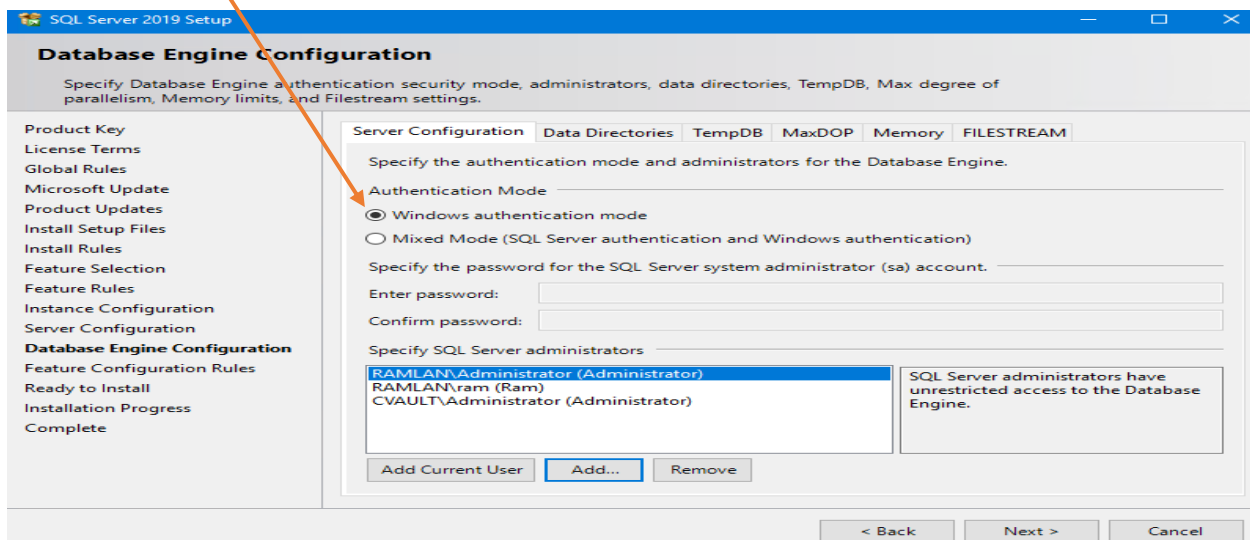 SQL Server 2019 Setup
Database Engine Configuration
Specify Database Engine authentication security mode, administrators, data directories, TempDB, Max degree of
parallelism, Memory limits, and Filestream settings.
Product Key
License Terms
Global Rules
Microsoft Update
Product Updates
Install Setup Files
Install Rules
Feature Selection
Feature Rules
Instance Configuration
Server Configuration
Database Engine Configuration
Feature Configuration Rules
Ready to Install
Installation Progress
Complete
Server Configuration Data Directories TempDB MaxDOP Memory FILESTREAM
Specify the authentication mode and administrators for the Database Engine.
Authentication Mode
Windows authentication mode
Mixed Mode (SQL Server authentication and Windows authentication)
Specify the password for the SQL Server system administrator (sa) account.
Enter password:
Confirm password:
Specify SQL Server administrators
RAMLAN\Administrator (Administrator)
RAMLAN\ram (Ram)
CVAULT\Administrator (Administrator)
SQL Server administrators have
unrestricted access to the Database
Engine.
Add Current User Add... Remove
< Back Next > Cancel